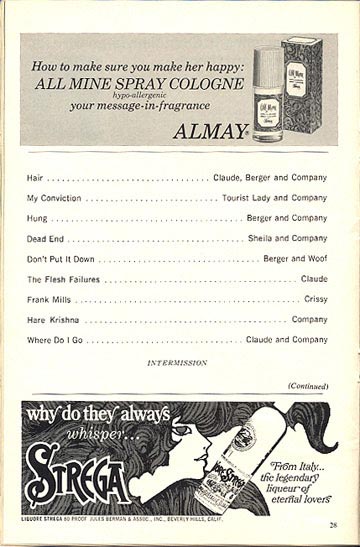 How to make sure you make her happy:
ALL MINE SPRAY COLOGNE
hypo-allergenic
your message-in-fragrance
ALMAY®
Hair . . . . . . . . . . . . . . . . . . . . Claude, Berger and Company
My Conviction . . . . . . . . . . . . . . . . . . . . Tourist Lady and Company
Hung . . . . . . . . . . . . . . . . . . . . Berger and Company
Dead End . . . . . . . . . . . . . . . . . . . . Sheila and Company
Don't Put It Down . . . . . . . . . . . . . . . . . . . . Berger and Woof
The Flesh Failures . . . . . . . . . . . . . . . . . . . . Claude
Frank Mills . . . . . . . . . . . . . . . . . . . . Crissy
Hare Krishna . . . . . . . . . . . . . . . . . . . . Company
Where Do I Go . . . . . . . . . . . . . . . . . . . . Claude and Company
INTERMISSION
(Continued)
why do they always
whisper...
STREGA
"From Italy...
the legendary
liqueur of
eternal lovers"
LIQUORE STREGA 80 PROOF JULES BERMAN & ASSOC., INC., BEVERLY HILLS, CALIF.
28